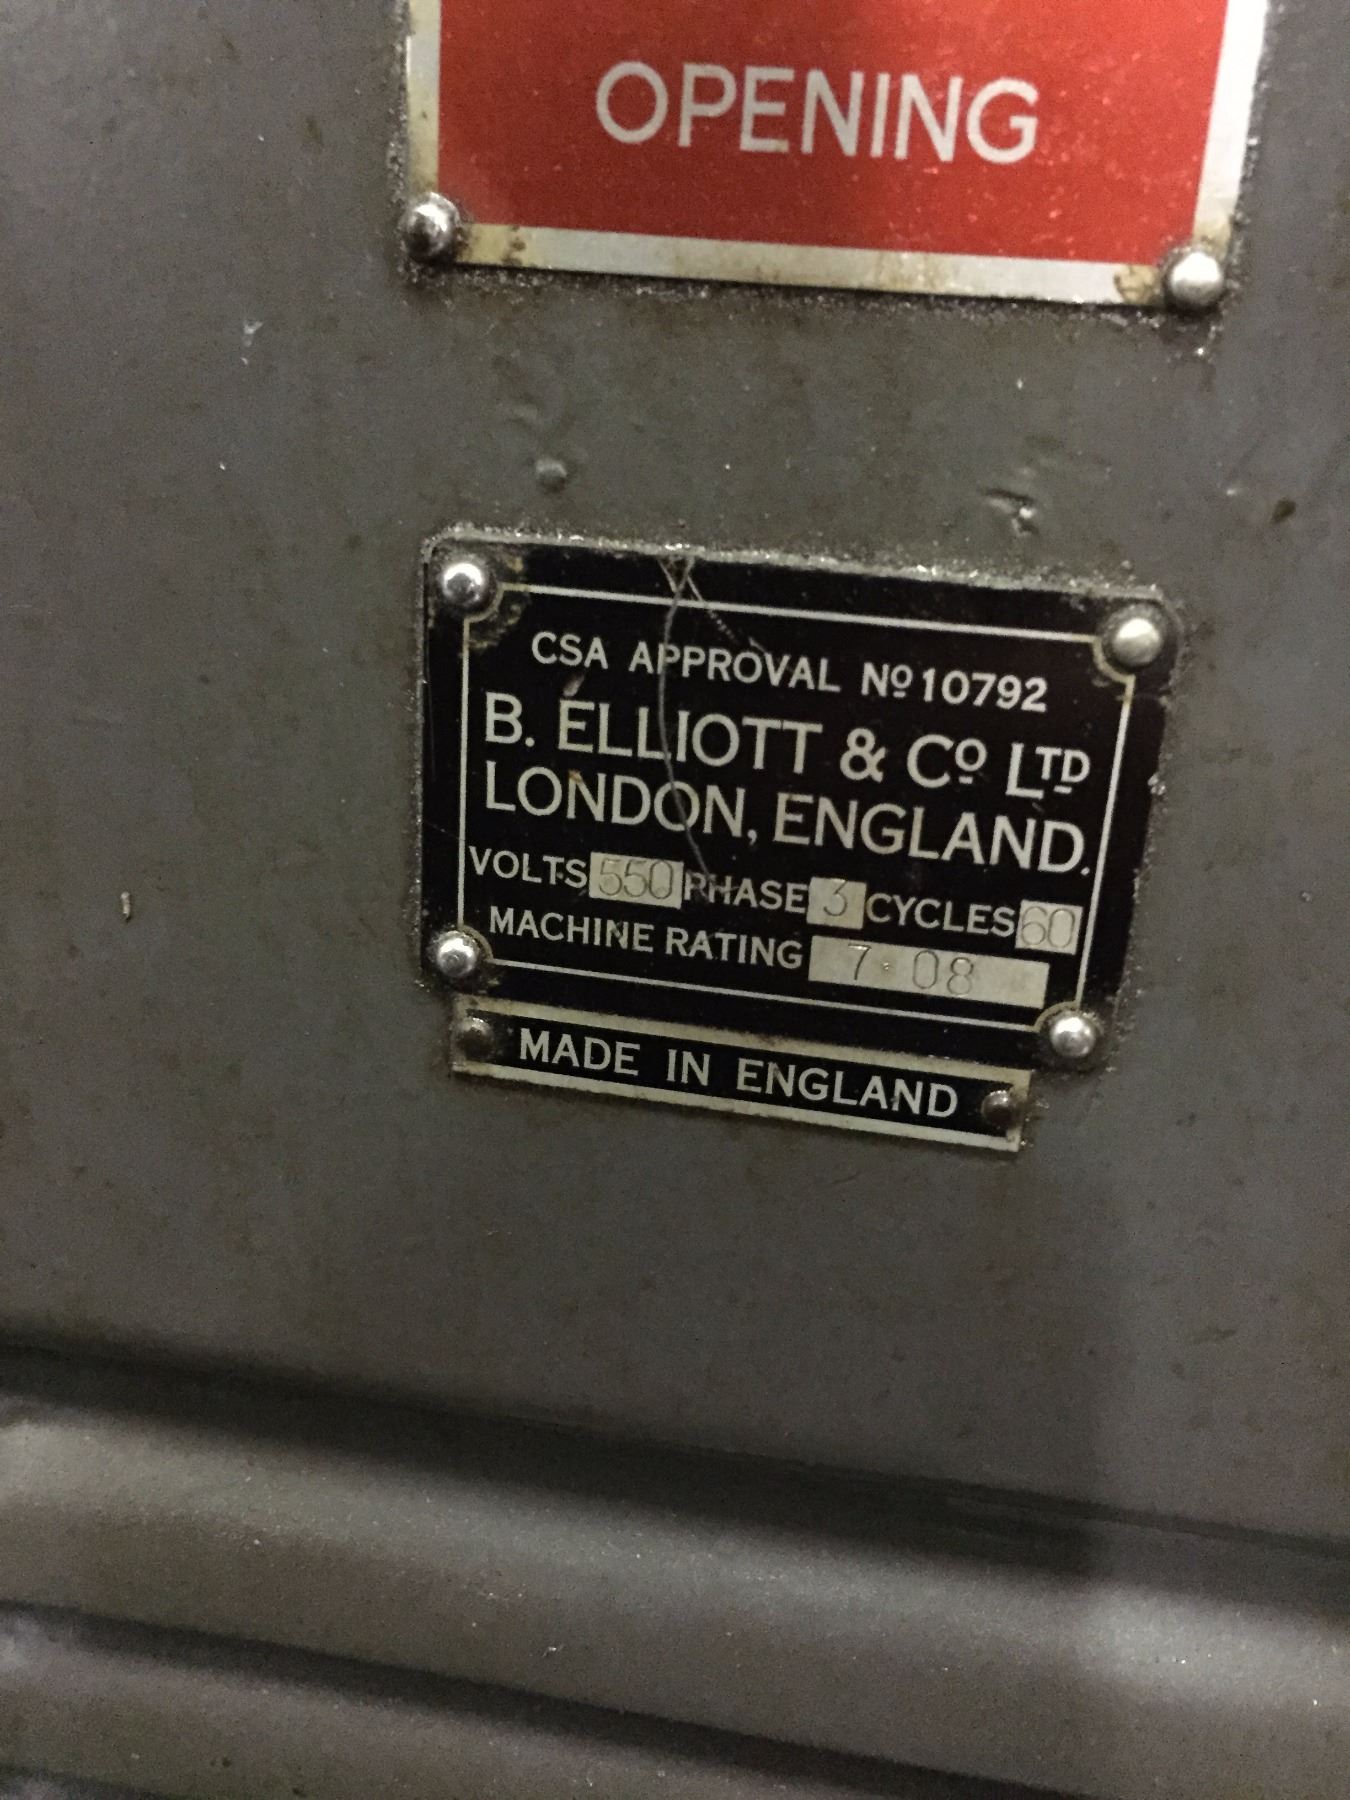 OPENING
CSA APPROVAL Nº 10792
B. ELLIOTT & Cº LTD
LONDON, ENGLAND.
VOLTS 550 PHASE 3 CYCLES 60
MACHINE RATING 7·08
MADE IN ENGLAND